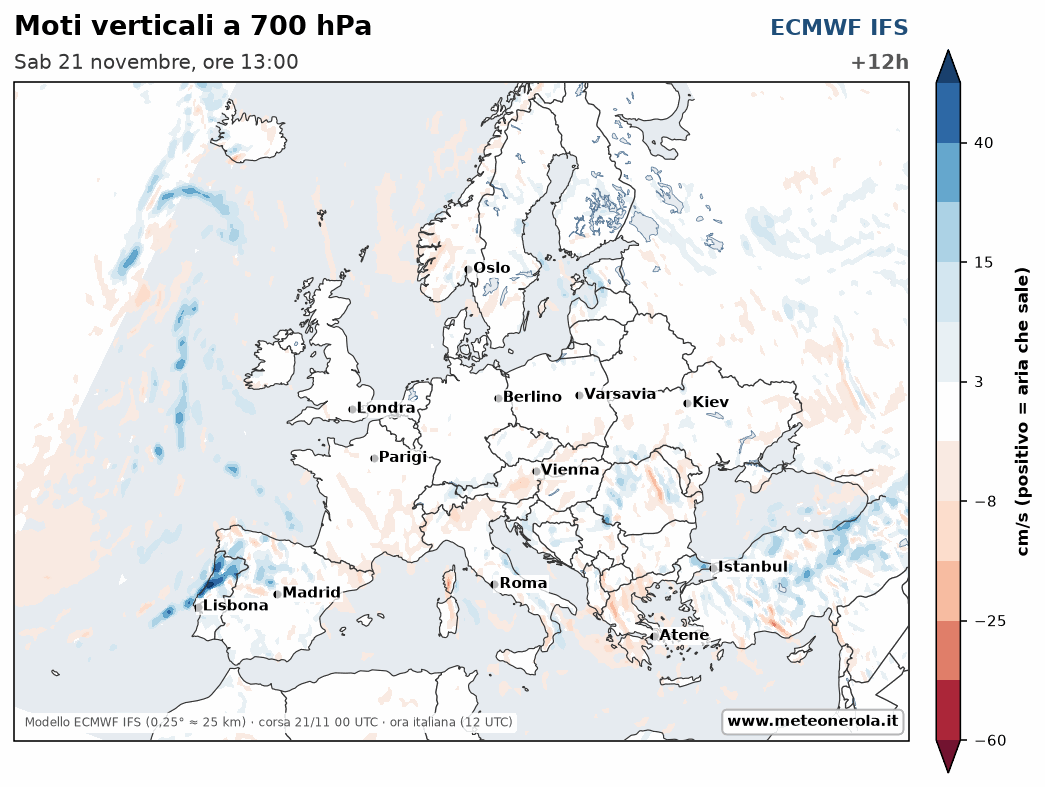 Moti verticali a 700 hPa
ECMWF IFS
Sab 21 novembre, ore 13:00
+12h
40
15
3
−8
−25
−60
cm/s (positivo = aria che sale)
Oslo
Londra
Berlino
Varsavia
Kiev
Parigi
Vienna
Istanbul
Roma
Madrid
Lisbona
Atene
Modello ECMWF IFS (0,25° ≈ 25 km) · corsa 21/11 00 UTC · ora italiana (12 UTC)
www.meteonerola.it